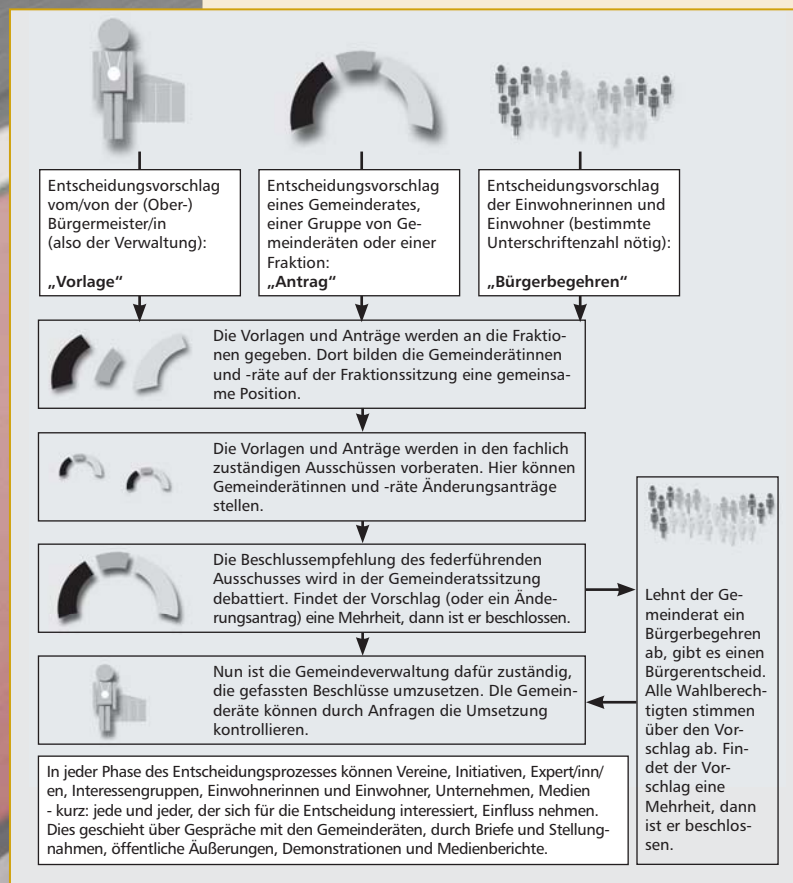 Entscheidungsvorschlag
vom/von der (Ober-)
Bürgermeister/in
(also der Verwaltung):
„Vorlage“
Entscheidungsvorschlag
eines Gemeinderates,
einer Gruppe von Ge-
meinderäten oder einer
Fraktion:
„Antrag“
Entscheidungsvorschlag
der Einwohnerinnen und
Einwohner (bestimmte
Unterschriftenzahl nötig):
„Bürgerbegehren“
Die Vorlagen und Anträge werden an die Fraktio-
nen gegeben. Dort bilden die Gemeinderätinnen
und -räte auf der Fraktionssitzung eine gemeinsa-
me Position.
Die Vorlagen und Anträge werden in den fachlich
zuständigen Ausschüssen vorberaten. Hier können
Gemeinderätinnen und -räte Änderungsanträge
stellen.
Die Beschlussempfehlung des federführenden
Ausschusses wird in der Gemeinderatssitzung
debattiert. Findet der Vorschlag (oder ein Ände-
rungsantrag) eine Mehrheit, dann ist er beschlossen.
Nun ist die Gemeindeverwaltung dafür zuständig,
die gefassten Beschlüsse umzusetzen. DIe Gemein-
deräte können durch Anfragen die Umsetzung
kontrollieren.
Lehnt der Ge-
meinderat ein
Bürgerbegehren
ab, gibt es einen
Bürgerentscheid.
Alle Wahlberech-
tigten stimmen
über den Vor-
schlag ab. Fin-
det der Vor-
schlag eine
Mehrheit, dann
ist er beschlos-
sen.
In jeder Phase des Entscheidungsprozesses können Vereine, Initiativen, Expert/inn/
en, Interessengruppen, Einwohnerinnen und Einwohner, Unternehmen, Medien
- kurz: jede und jeder, der sich für die Entscheidung interessiert, Einfluss nehmen.
Dies geschieht über Gespräche mit den Gemeinderäten, durch Briefe und Stellung-
nahmen, öffentliche Äußerungen, Demonstrationen und Medienberichte.